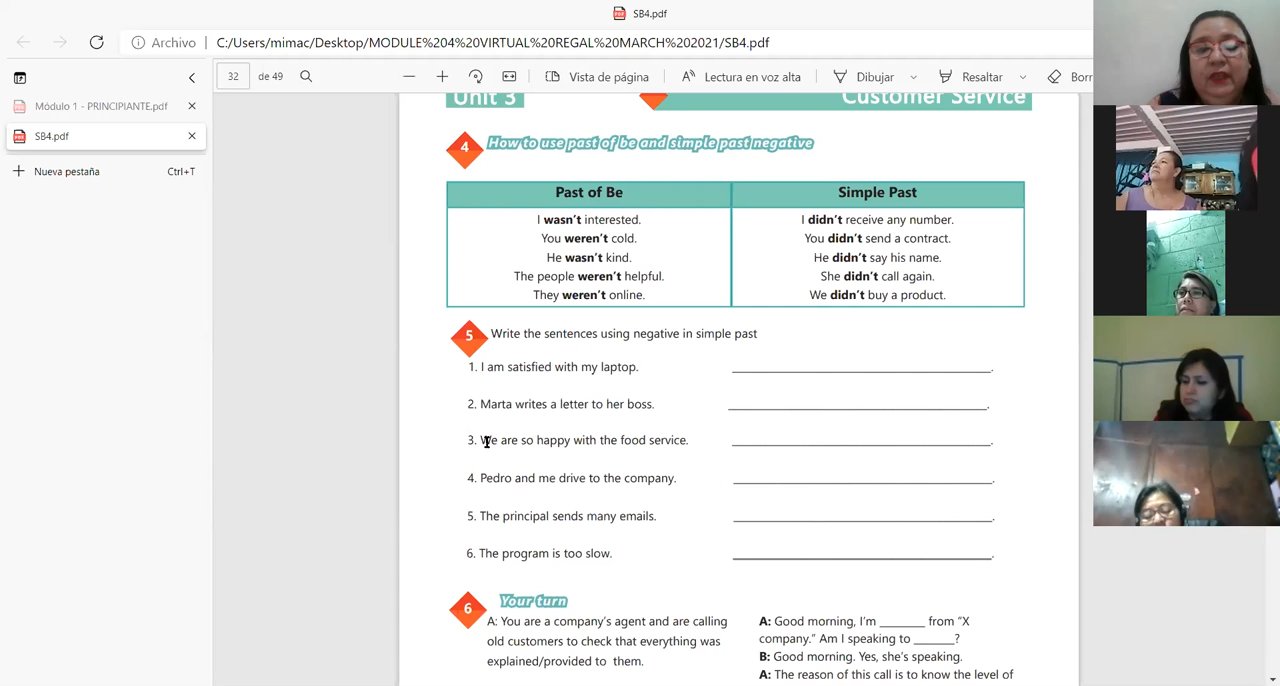 SB4.pdf
Archivo
C:/Users/mimac/Desktop/MODULE%204%20VIRTUAL%20REGAL%20MARCH%202021/SB4.pdf
32 de 49
Vista de página
Lectura en voz alta
Dibujar
Resaltar
Borr
Módulo 1 - PRINCIPIANTE.pdf
SB4.pdf
Nueva pestaña Ctrl+T
Unit 3 Customer Service
4 How to use past of be and simple past negative
Past of Be Simple Past
I wasn't interested. I didn't receive any number.
You weren't cold. You didn't send a contract.
He wasn't kind. He didn't say his name.
The people weren't helpful. She didn't call again.
They weren't online. We didn't buy a product.
5 Write the sentences using negative in simple past
1. I am satisfied with my laptop. ______________________________.
2. Marta writes a letter to her boss. ______________________________.
3. We are so happy with the food service. ______________________________.
4. Pedro and me drive to the company. ______________________________.
5. The principal sends many emails. ______________________________.
6. The program is too slow. ______________________________.
6 Your turn
A: You are a company's agent and are calling
old customers to check that everything was
explained/provided to them.
A: Good morning, I'm _______ from "X
company." Am I speaking to _______?
B: Good morning. Yes, she's speaking.
A: The reason of this call is to know the level of